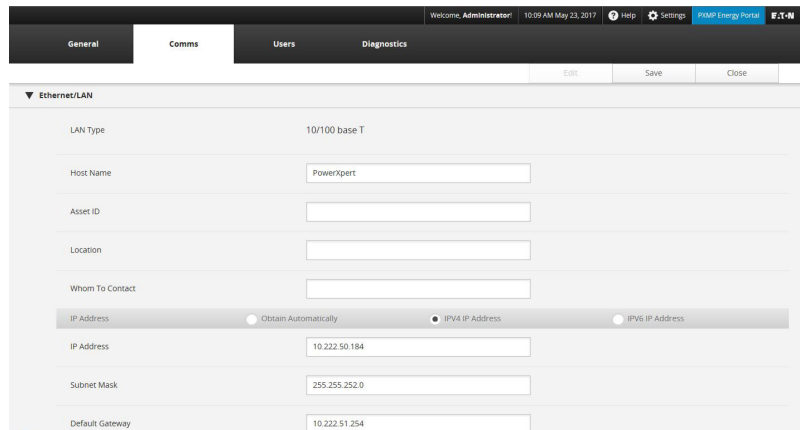 Welcome, Administrator! 10:09 AM May 23, 2017 Help Settings PXMP Energy Portal E·T·N
General Comms Users Diagnostics
Edit Save Close
Ethernet/LAN
LAN Type 10/100 base T
Host Name PowerXpert
Asset ID
Location
Whom To Contact
IP Address Obtain Automatically IPV4 IP Address IPV6 IP Address
IP Address 10.222.50.184
Subnet Mask 255.255.252.0
Default Gateway 10.222.51.254